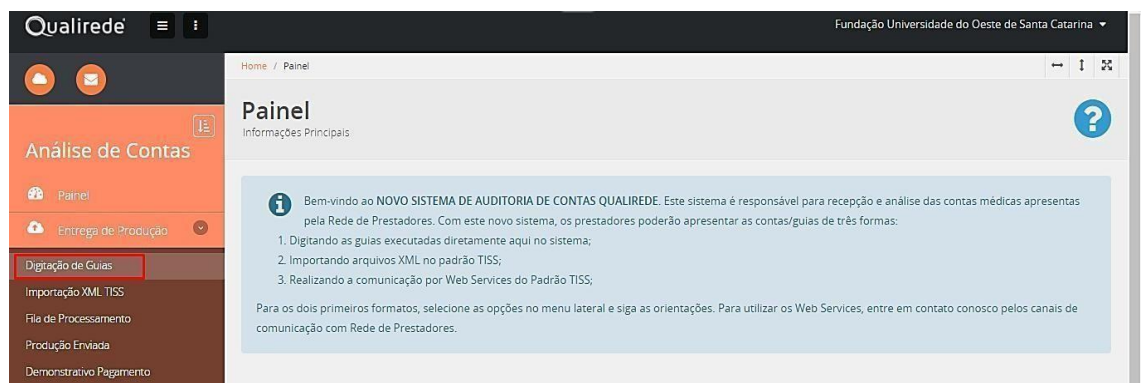 Qualirede
Fundação Universidade do Oeste de Santa Catarina
Home / Painel
Painel
Informações Principais
Análise de Contas
Painel
Entrega de Produção
Digitação de Guias
Importação XML TISS
Fila de Processamento
Produção Enviada
Demonstrativo Pagamento
Bem-vindo ao NOVO SISTEMA DE AUDITORIA DE CONTAS QUALIREDE. Este sistema é responsável para recepção e análise das contas médicas apresentas
pela Rede de Prestadores. Com este novo sistema, os prestadores poderão apresentar as contas/guias de três formas:
1. Digitando as guias executadas diretamente aqui no sistema;
2. Importando arquivos XML no padrão TISS;
3. Realizando a comunicação por Web Services do Padrão TISS;
Para os dois primeiros formatos, selecione as opções no menu lateral e siga as orientações. Para utilizar os Web Services, entre em contato conosco pelos canais de
comunicação com Rede de Prestadores.